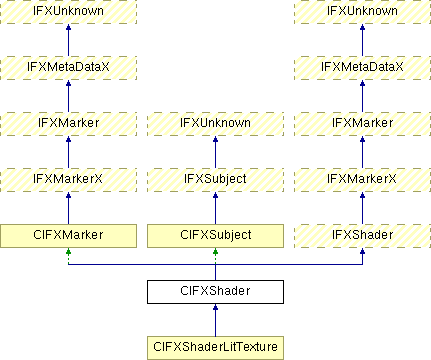 IFXUnknown IFXUnknown
IFXMetaDataX IFXMetaDataX
IFXMarker IFXUnknown IFXMarker
IFXMarkerX IFXSubject IFXMarkerX
CIFXMarker CIFXSubject IFXShader
CIFXShader
CIFXShaderLitTexture